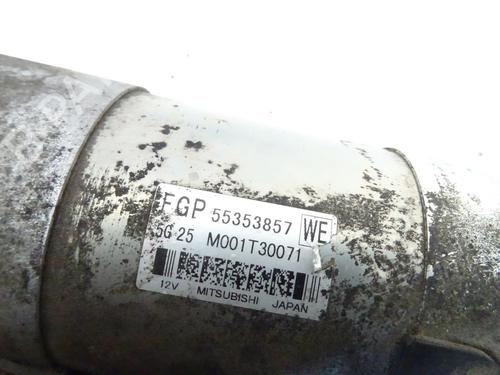 FGP 55353857 WE
5G 25 M001T30071
12V MITSUBISHI JAPAN